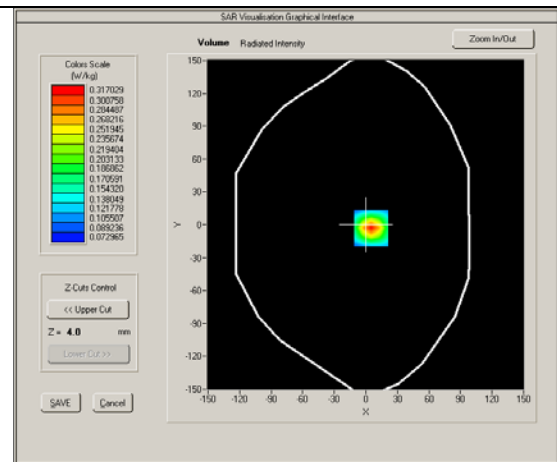 SAR Visualisation Graphical Interface
Volume Radiated Intensity
Zoom In/Out
Colors Scale
(W/kg)
0.317029
0.300758
0.284487
0.268216
0.251945
0.235674
0.219404
0.203133
0.186862
0.170591
0.154320
0.138049
0.121778
0.105507
0.089236
0.072965
Z-Cuts Control
<< Upper Cut
Z = 4.0 mm
Lower Cut >>
SAVE Cancel
150
120
90
60
30
0
-30
-60
-90
-120
-150
Y
-150 -120 -90 -60 -30 0 30 60 90 120 150
X